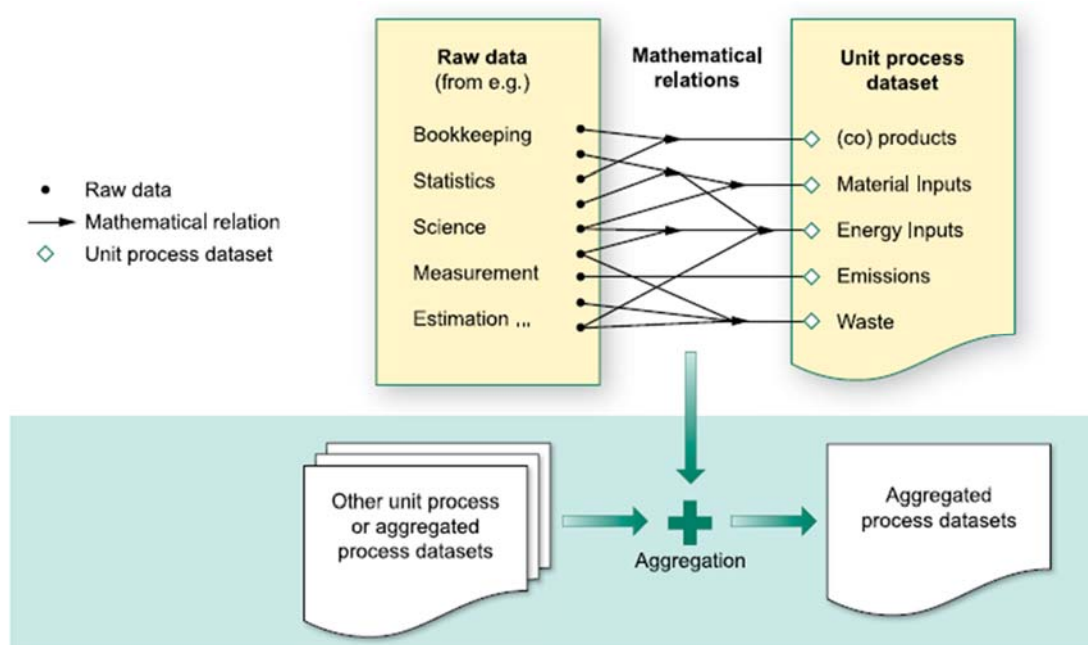 Raw data
(from e.g.)
Bookkeeping
Statistics
Science
Measurement
Estimation ,,,
Mathematical
relations
Unit process
dataset
(co) products
Material Inputs
Energy Inputs
Emissions
Waste
Raw data
Mathematical relation
Unit process dataset
Other unit process
or aggregated
process datasets
Aggregation
Aggregated
process datasets